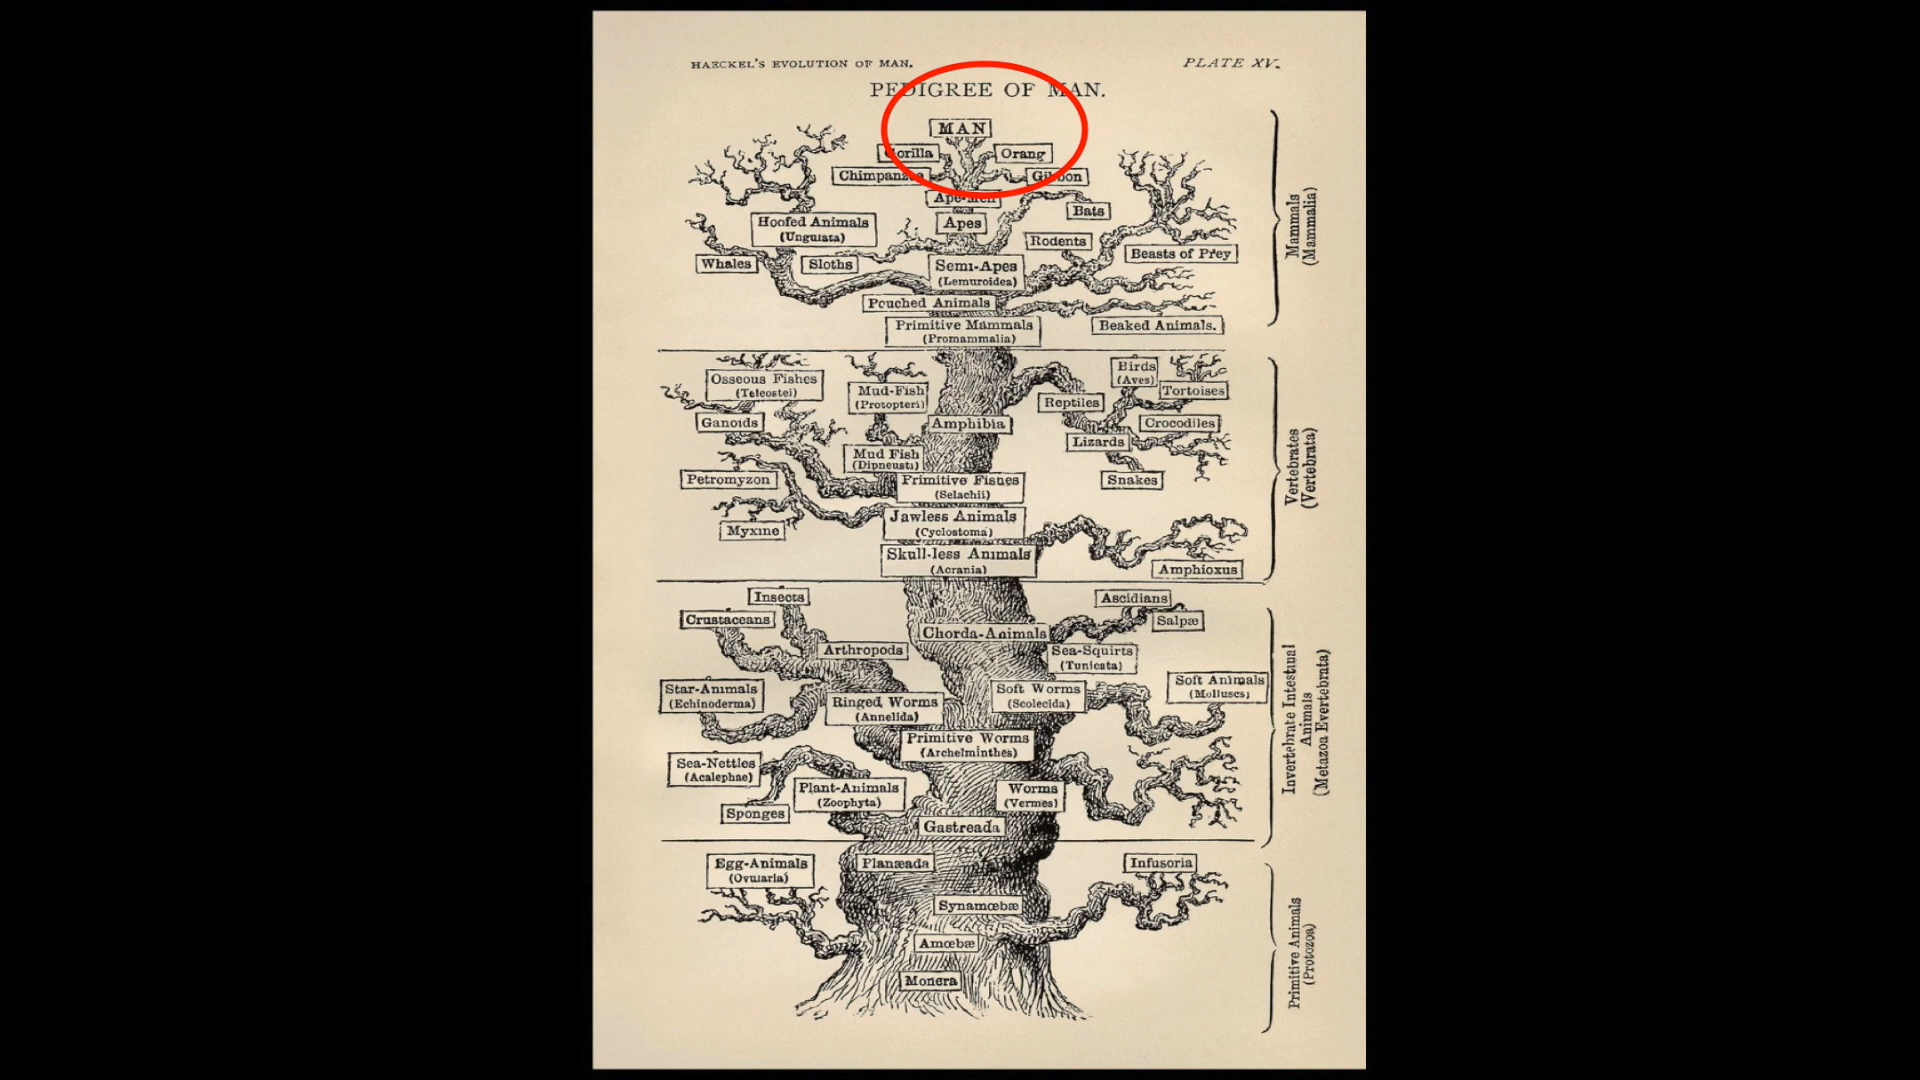 HAECKEL'S EVOLUTION OF MAN.
PLATE XV.
PEDIGREE OF MAN.
MAN
Gorilla
Orang
Chimpanzee
Gibbon
Ape-Men
Bats
Apes
Hoofed Animals
(Ungulata)
Rodents
Beasts of Prey
Whales
Sloths
Semi-Apes
(Lemuroidea)
Pouched Animals
Primitive Mammals
(Promammalia)
Beaked Animals.
Mammals
(Mammalia)
Osseous Fishes
(Teleostei)
Mud-Fish
(Protopteri)
Birds
(Aves)
Tortoises
Reptiles
Ganoids
Amphibia
Crocodiles
Lizards
Mud Fish
(Dipneusti)
Petromyzon
Primitive Fishes
(Selachii)
Snakes
Jawless Animals
(Cyclostoma)
Myxine
Skull-less Animals
(Acrania)
Amphioxus
Vertebrates
(Vertebrata)
Insects
Ascidians
Crustaceans
Salpæ
Chorda-Animals
Arthropods
Sea-Squirts
(Tunicata)
Star-Animals
(Echinoderma)
Ringed Worms
(Annelida)
Soft Worms
(Scolecida)
Soft Animals
(Molluscs)
Primitive Worms
(Archelminthes)
Sea-Nettles
(Acalephae)
Plant-Animals
(Zoophyta)
Worms
(Vermes)
Sponges
Gastreada
Invertebrate Intestinal
Animals
(Metazoa Evertebrata)
Egg-Animals
(Ovularia)
Planæada
Infusoria
Synamœbæ
Amœbæ
Monera
Primitive Animals
(Protozoa)